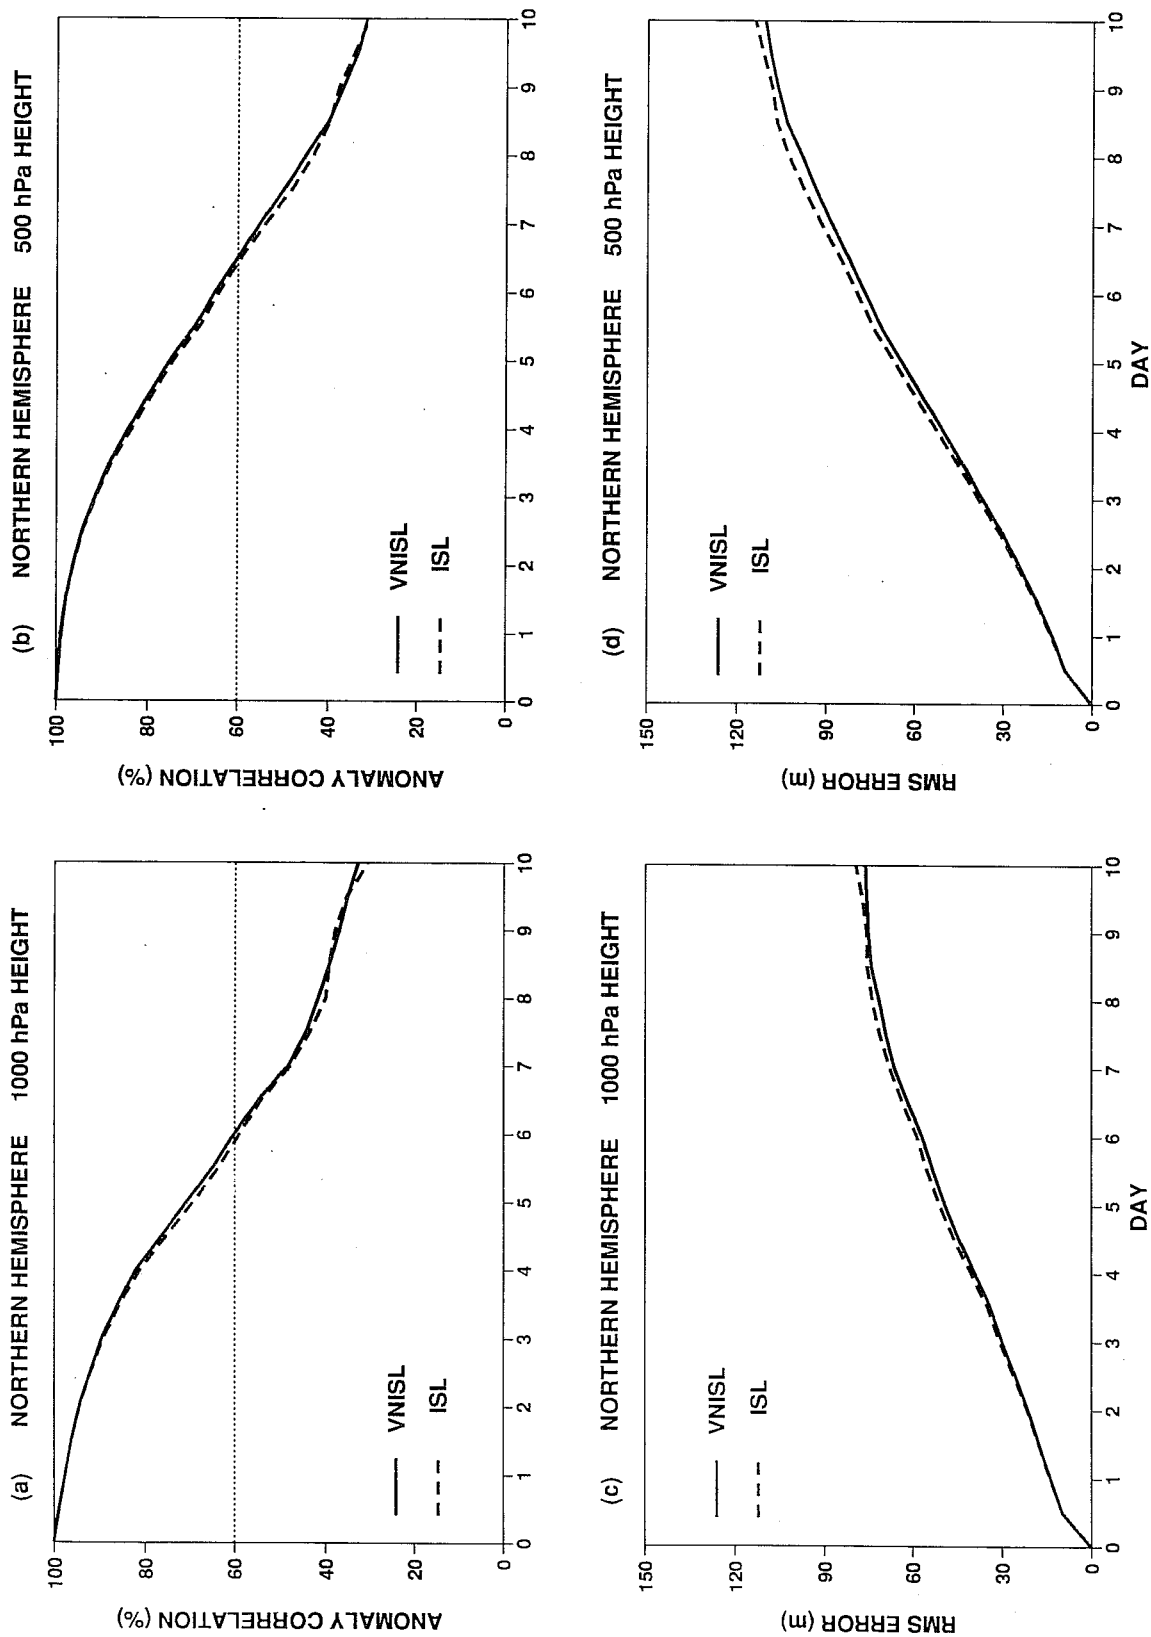 (a) NORTHERN HEMISPHERE 1000 hPa HEIGHT
ANOMALY CORRELATION (%)
100
80
60
40
20
0
VNISL
ISL
0 1 2 3 4 5 6 7 8 9 10
(b) NORTHERN HEMISPHERE 500 hPa HEIGHT
ANOMALY CORRELATION (%)
100
80
60
40
20
0
VNISL
ISL
0 1 2 3 4 5 6 7 8 9 10
(c) NORTHERN HEMISPHERE 1000 hPa HEIGHT
RMS ERROR (m)
150
120
90
60
30
0
VNISL
ISL
0 1 2 3 4 5 6 7 8 9 10
DAY
(d) NORTHERN HEMISPHERE 500 hPa HEIGHT
RMS ERROR (m)
150
120
90
60
30
0
VNISL
ISL
0 1 2 3 4 5 6 7 8 9 10
DAY